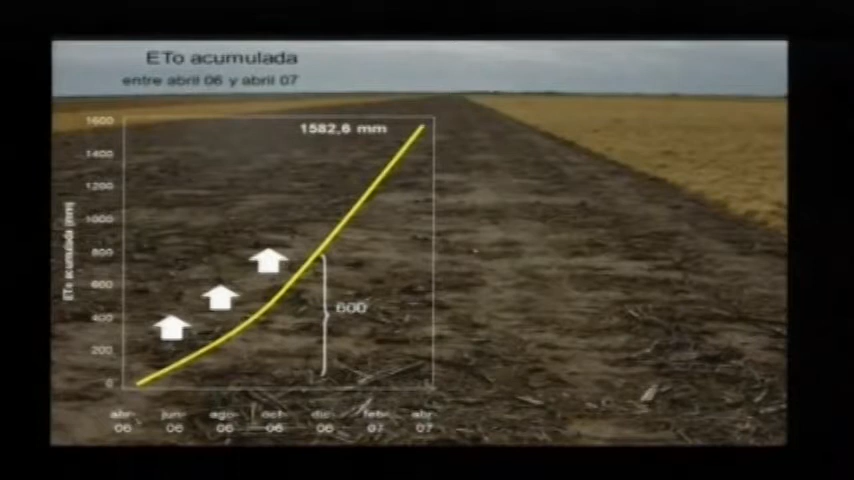 ETo acumulada
entre abril 06 y abril 07
1582,6 mm
ETo acumulada (mm)
1600
1400
1200
1000
800
600
400
200
0
600
abr- jun- ago- oct- dic- feb- abr-
06 06 06 06 06 07 07